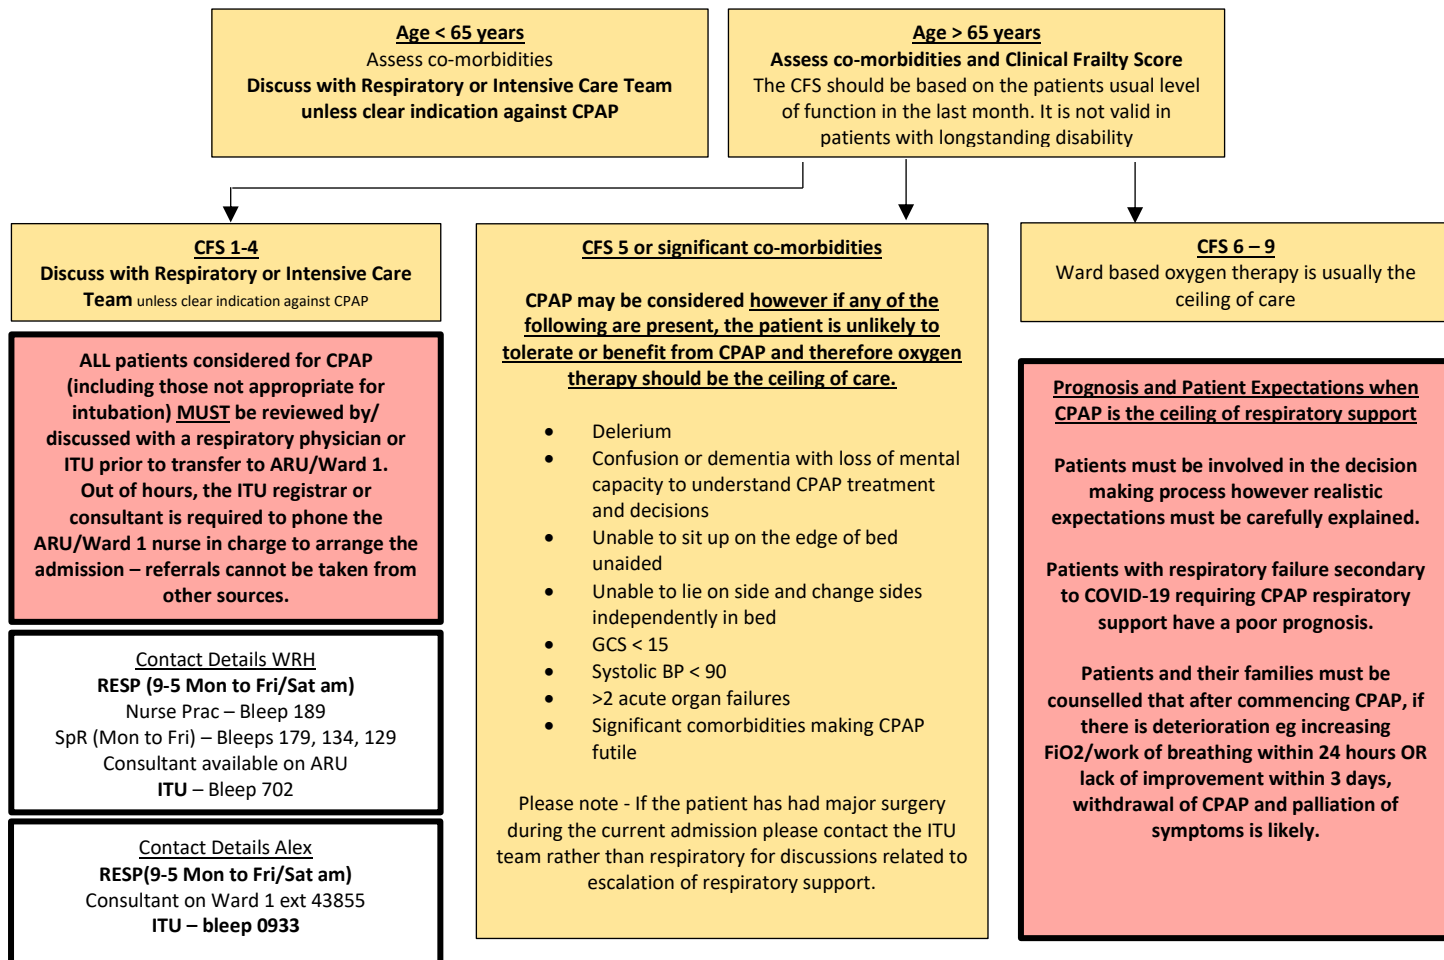 Age < 65 years
Assess co-morbidities
Discuss with Respiratory or Intensive Care Team
unless clear indication against CPAP
Age > 65 years
Assess co-morbidities and Clinical Frailty Score
The CFS should be based on the patients usual level
of function in the last month. It is not valid in
patients with longstanding disability
CFS 1-4
Discuss with Respiratory or Intensive Care
Team unless clear indication against CPAP
ALL patients considered for CPAP
(including those not appropriate for
intubation) MUST be reviewed by/
discussed with a respiratory physician or
ITU prior to transfer to ARU/Ward 1.
Out of hours, the ITU registrar or
consultant is required to phone the
ARU/Ward 1 nurse in charge to arrange the
admission – referrals cannot be taken from
other sources.
Contact Details WRH
RESP (9-5 Mon to Fri/Sat am)
Nurse Prac – Bleep 189
SpR (Mon to Fri) – Bleeps 179, 134, 129
Consultant available on ARU
ITU – Bleep 702
Contact Details Alex
RESP(9-5 Mon to Fri/Sat am)
Consultant on Ward 1 ext 43855
ITU – bleep 0933
CFS 5 or significant co-morbidities
CPAP may be considered however if any of the
following are present, the patient is unlikely to
tolerate or benefit from CPAP and therefore oxygen
therapy should be the ceiling of care.
• Delerium
• Confusion or dementia with loss of mental
capacity to understand CPAP treatment
and decisions
• Unable to sit up on the edge of bed
unaided
• Unable to lie on side and change sides
independently in bed
• GCS < 15
• Systolic BP < 90
• >2 acute organ failures
• Significant comorbidities making CPAP
futile
Please note - If the patient has had major surgery
during the current admission please contact the ITU
team rather than respiratory for discussions related to
escalation of respiratory support.
CFS 6 – 9
Ward based oxygen therapy is usually the
ceiling of care
Prognosis and Patient Expectations when
CPAP is the ceiling of respiratory support
Patients must be involved in the decision
making process however realistic
expectations must be carefully explained.
Patients with respiratory failure secondary
to COVID-19 requiring CPAP respiratory
support have a poor prognosis.
Patients and their families must be
counselled that after commencing CPAP, if
there is deterioration eg increasing
FiO2/work of breathing within 24 hours OR
lack of improvement within 3 days,
withdrawal of CPAP and palliation of
symptoms is likely.